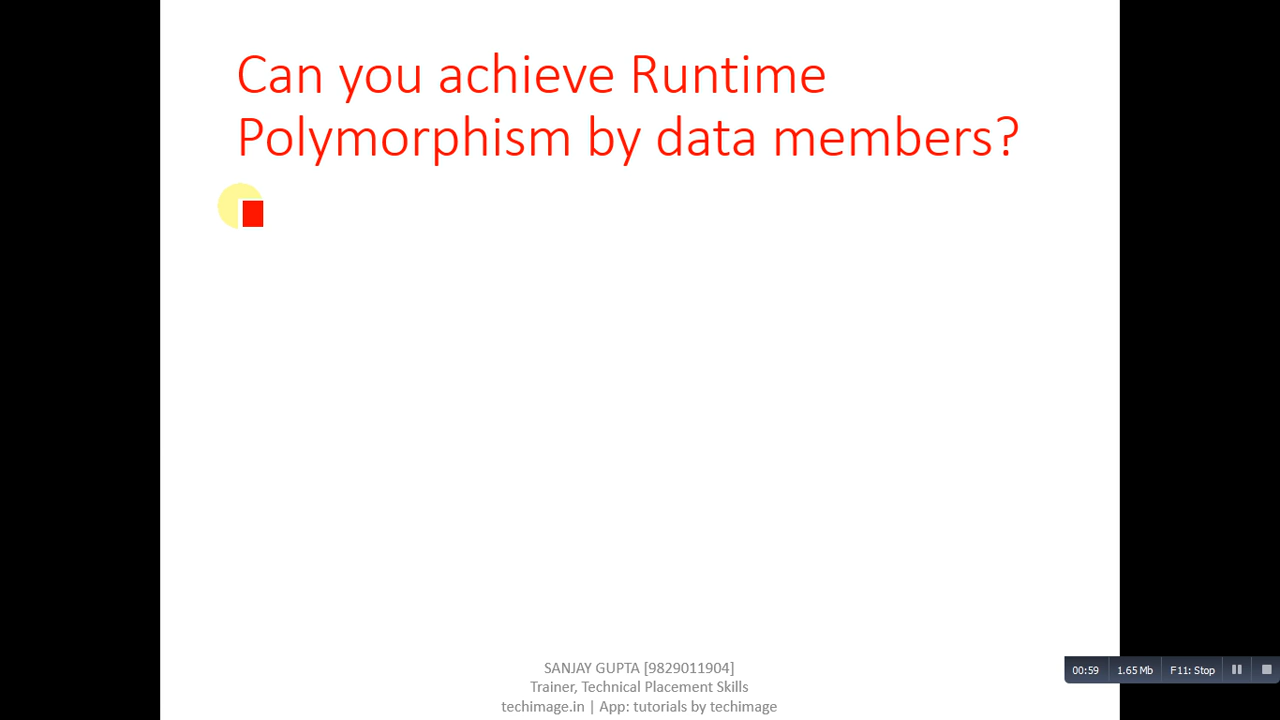 Can you achieve Runtime
Polymorphism by data members?
SANJAY GUPTA [9829011904]
Trainer, Technical Placement Skills
techimage.in | App: tutorials by techimage
00:59 1.65 Mb F11: Stop